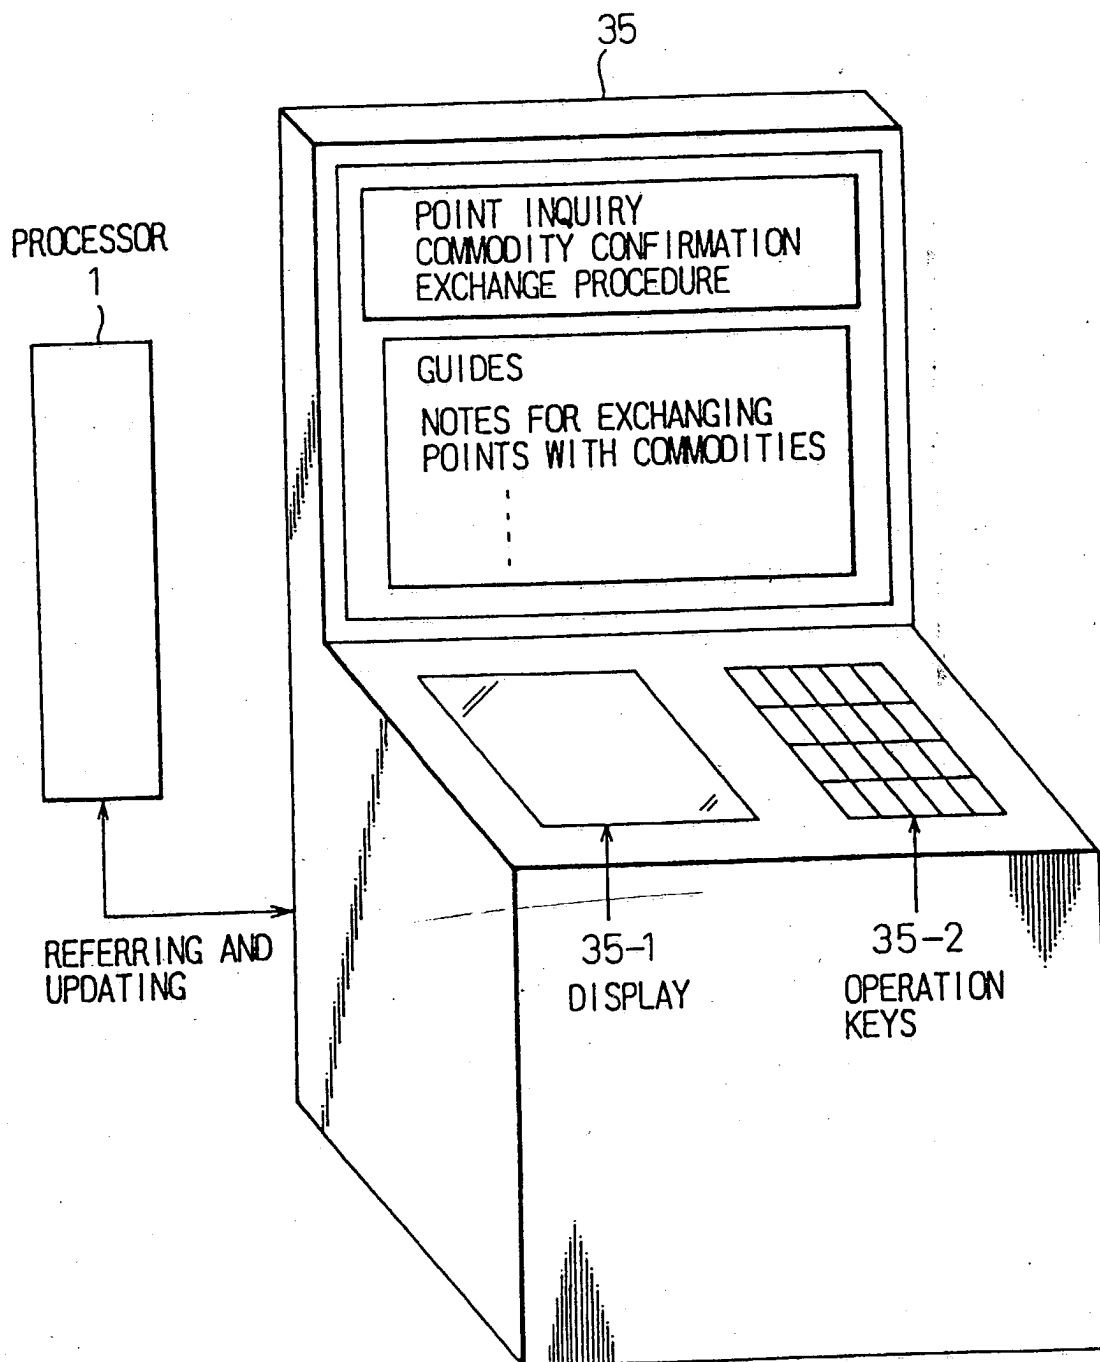 35
PROCESSOR
1
POINT INQUIRY
COMMODITY CONFIRMATION
EXCHANGE PROCEDURE
GUIDES
NOTES FOR EXCHANGING
POINTS WITH COMMODITIES
REFERRING AND
UPDATING
35-1
DISPLAY
35-2
OPERATION
KEYS